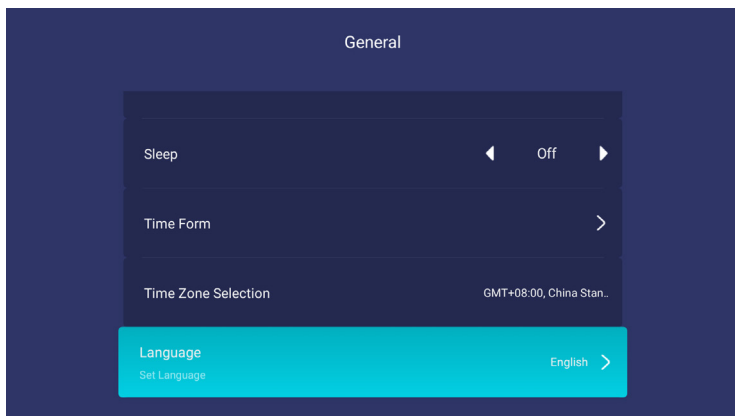 General
Sleep
Off
Time Form
Time Zone Selection
GMT+08:00, China Stan..
Language
Set Language
English